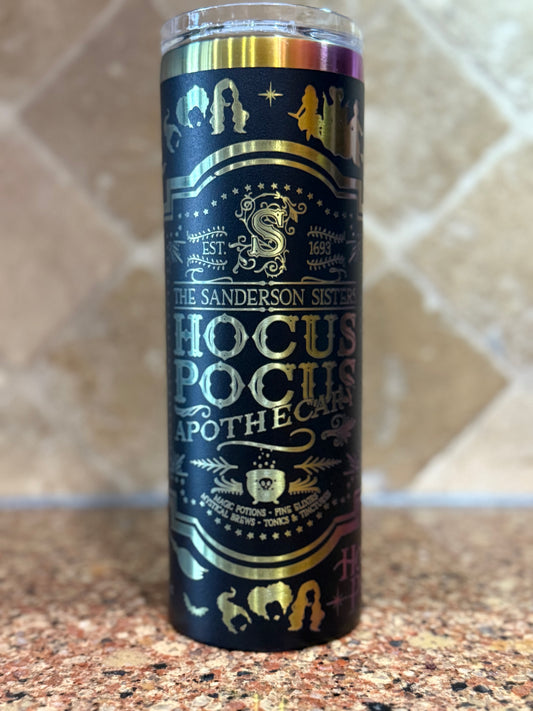 S
EST. 1693
THE SANDERSON SISTERS
HOCUS
POCUS
APOTHECARY
MAGIC POTIONS - FINE ELIXIRS
MYSTICAL BREWS - TONICS & TINCTURES